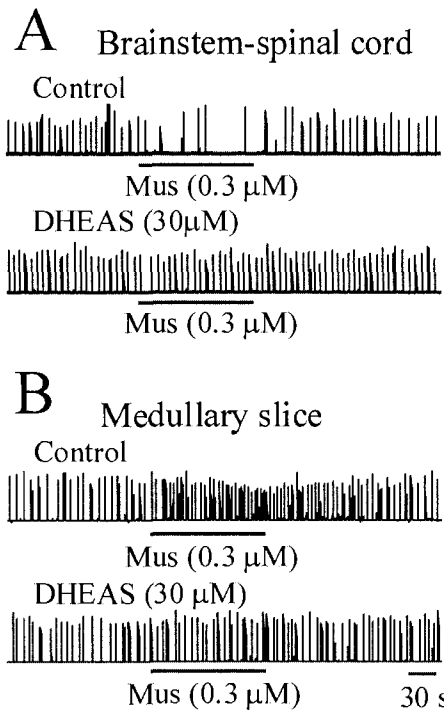 A Brainstem-spinal cord
Control
Mus (0.3 µM)
DHEAS (30µM)
Mus (0.3 µM)
B Medullary slice
Control
Mus (0.3 µM)
DHEAS (30 µM)
Mus (0.3 µM)
30 s